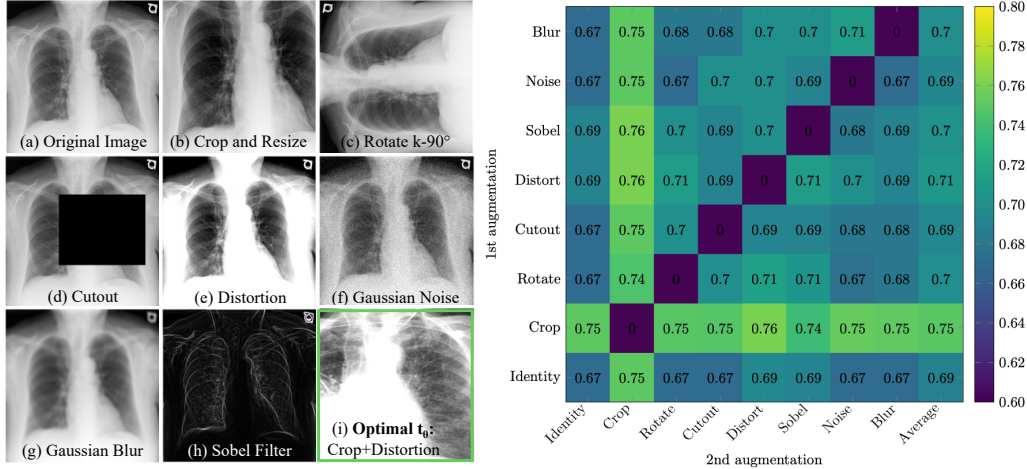 (a) Original Image
(b) Crop and Resize
(c) Rotate k-90°
(d) Cutout
(e) Distortion
(f) Gaussian Noise
(g) Gaussian Blur
(h) Sobel Filter
(i) Optimal t₀:
Crop+Distortion
1st augmentation
Blur 0.67 0.75 0.68 0.68 0.7 0.7 0.71 0 0.7
Noise 0.67 0.75 0.67 0.7 0.7 0.69 0 0.67 0.69
Sobel 0.69 0.76 0.7 0.69 0.7 0 0.68 0.69 0.7
Distort 0.69 0.76 0.71 0.69 0 0.71 0.7 0.69 0.71
Cutout 0.67 0.75 0.7 0 0.69 0.69 0.68 0.68 0.69
Rotate 0.67 0.74 0 0.7 0.71 0.71 0.67 0.68 0.7
Crop 0.75 0 0.75 0.75 0.76 0.74 0.75 0.75 0.75
Identity 0.67 0.75 0.67 0.67 0.69 0.69 0.67 0.67 0.69
Identity Crop Rotate Cutout Distort Sobel Noise Blur Average
2nd augmentation
0.80
0.78
0.76
0.74
0.72
0.70
0.68
0.66
0.64
0.62
0.60